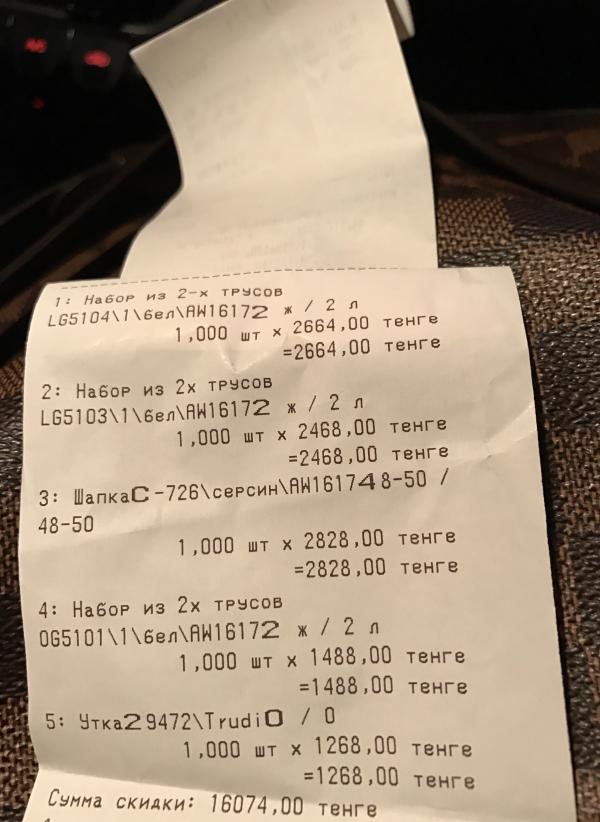 1: Набор из 2-х трусов
LG5104\1\бел\AW16172 ж / 2 л
1,000 шт х 2664,00 тенге
=2664,00 тенге
2: Набор из 2х трусов
LG5103\1\бел\AW16172 ж / 2 л
1,000 шт х 2468,00 тенге
=2468,00 тенге
3: ШапкаС-726\серсин\AW161748-50 /
48-50
1,000 шт х 2828,00 тенге
=2828,00 тенге
4: Набор из 2х трусов
OG5101\1\бел\AW16172 ж / 2 л
1,000 шт х 1488,00 тенге
=1488,00 тенге
5: Утка29472\Trudi0 / 0
1,000 шт х 1268,00 тенге
=1268,00 тенге
Сумма скидки: 16074,00 тенге